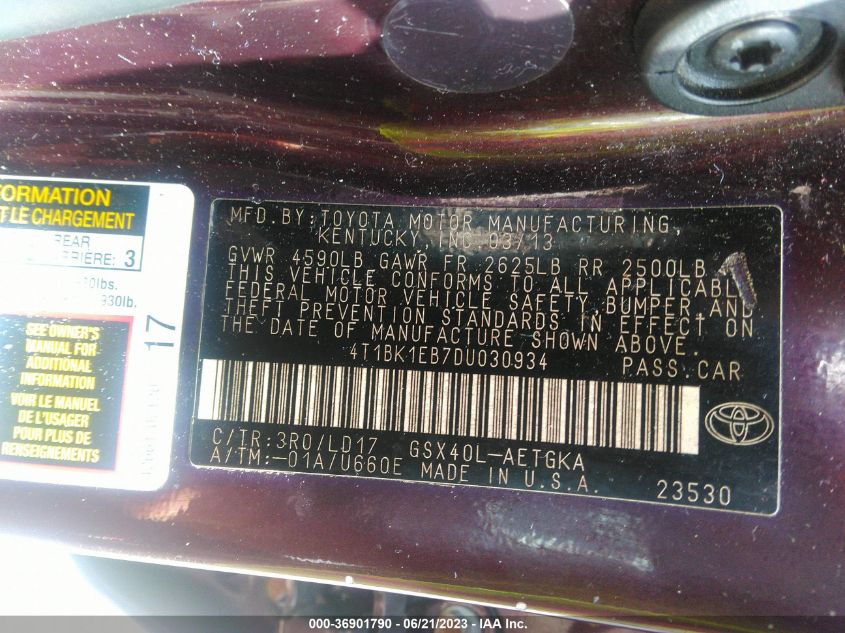 FORMATION
T LE CHARGEMENT
REAR
RRIÈRE: 3
0lbs.
930lb.
SEE OWNER'S
MANUAL FOR
ADDITIONAL
INFORMATION
VOIR LE MANUEL
DE L'USAGER
POUR PLUS DE
RENSEIGNEMENTS
17
MFD.BY:TOYOTA MOTOR MANUFACTURING,
KENTUCKY, INC. 03/13
GVWR 4590LB GAWR FR 2625LB RR 2500LB
THIS VEHICLE CONFORMS TO ALL APPLICABLE
FEDERAL MOTOR VEHICLE SAFETY, BUMPER, AND
THEFT PREVENTION STANDARDS IN EFFECT ON
THE DATE OF MANUFACTURE SHOWN ABOVE.
4T1BK1EB7DU030934 PASS.CAR
C/TR:3R0/LD17 GSX40L-AETGKA
A/TM:-01A/U660E MADE IN U.S.A.
23530
000-36901790 - 06/21/2023 - IAA Inc.